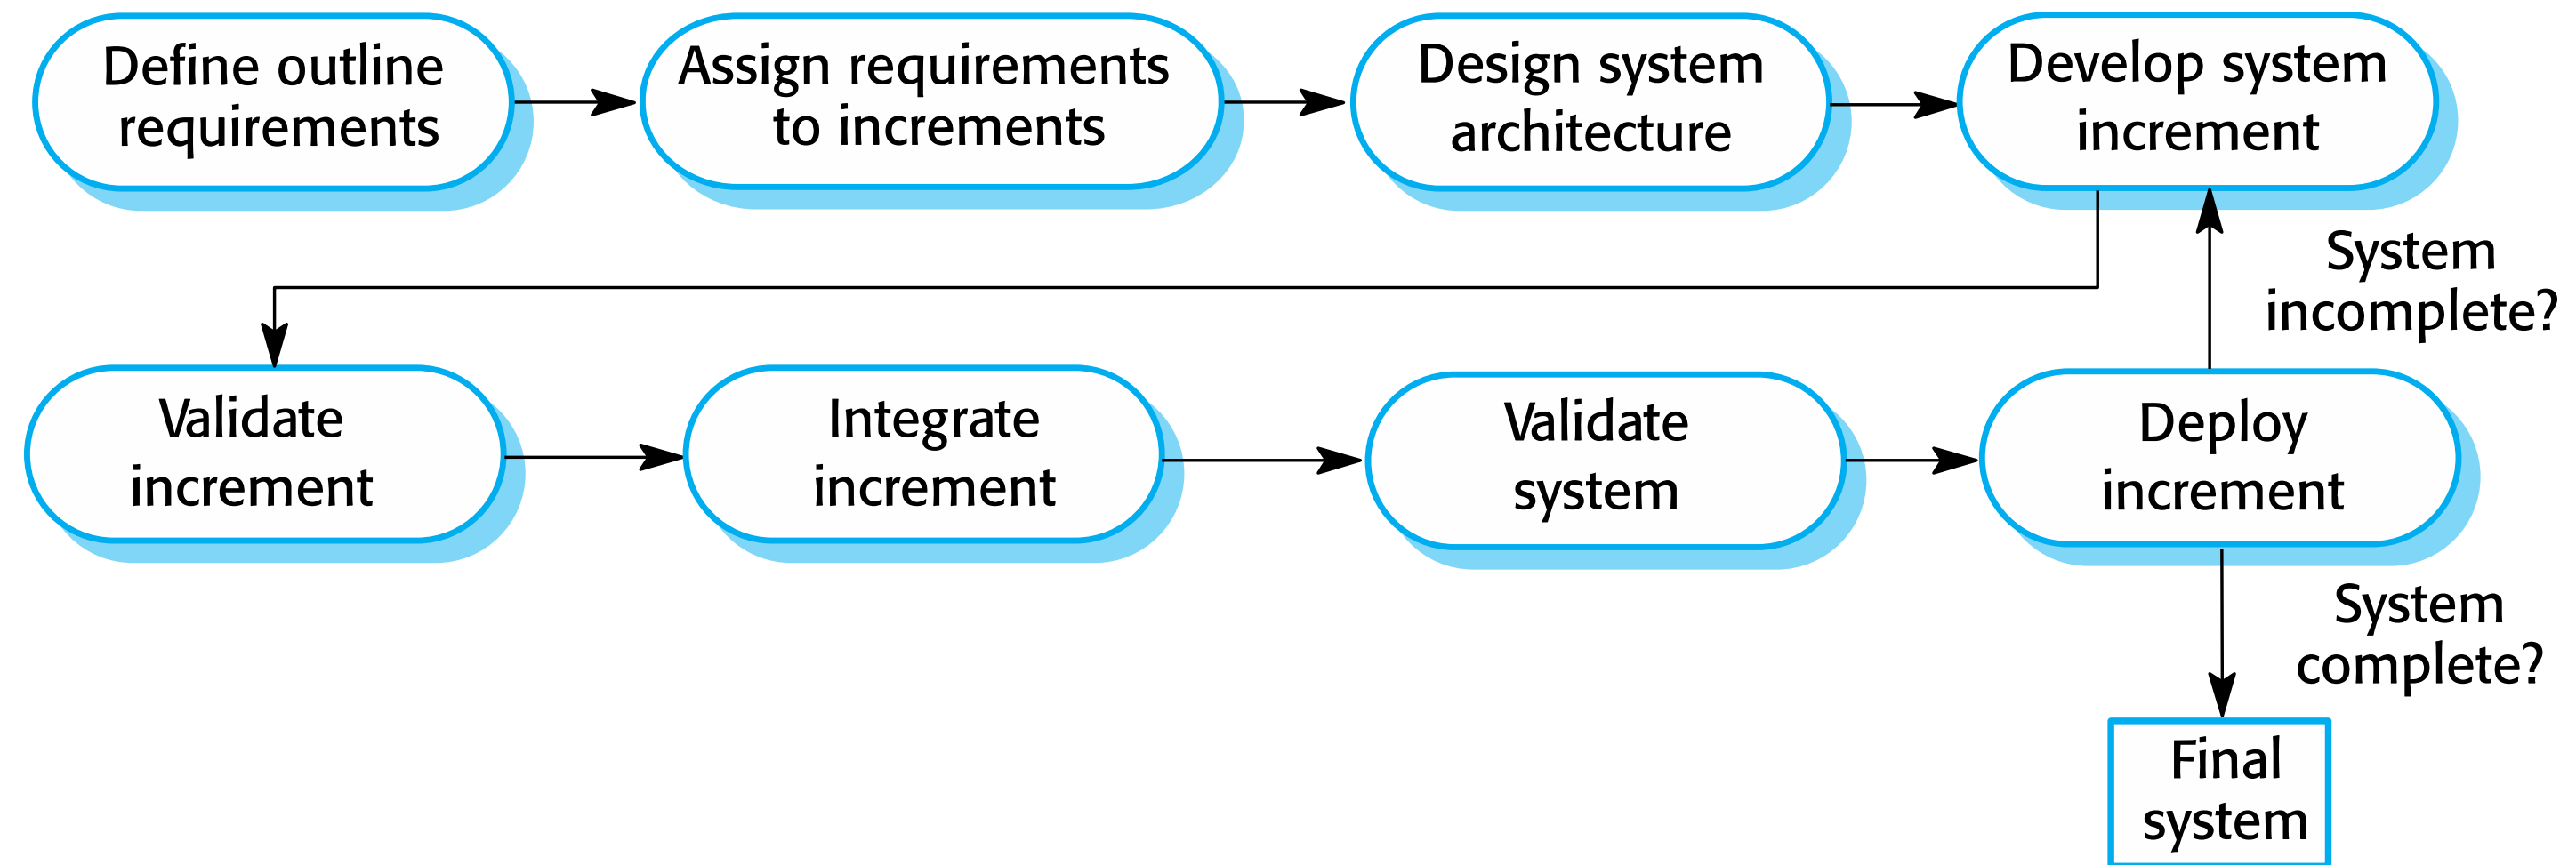 Define outline
requirements
Assign requirements
to increments
Design system
architecture
Develop system
increment
System
incomplete?
Validate
increment
Integrate
increment
Validate
system
Deploy
increment
System
complete?
Final
system